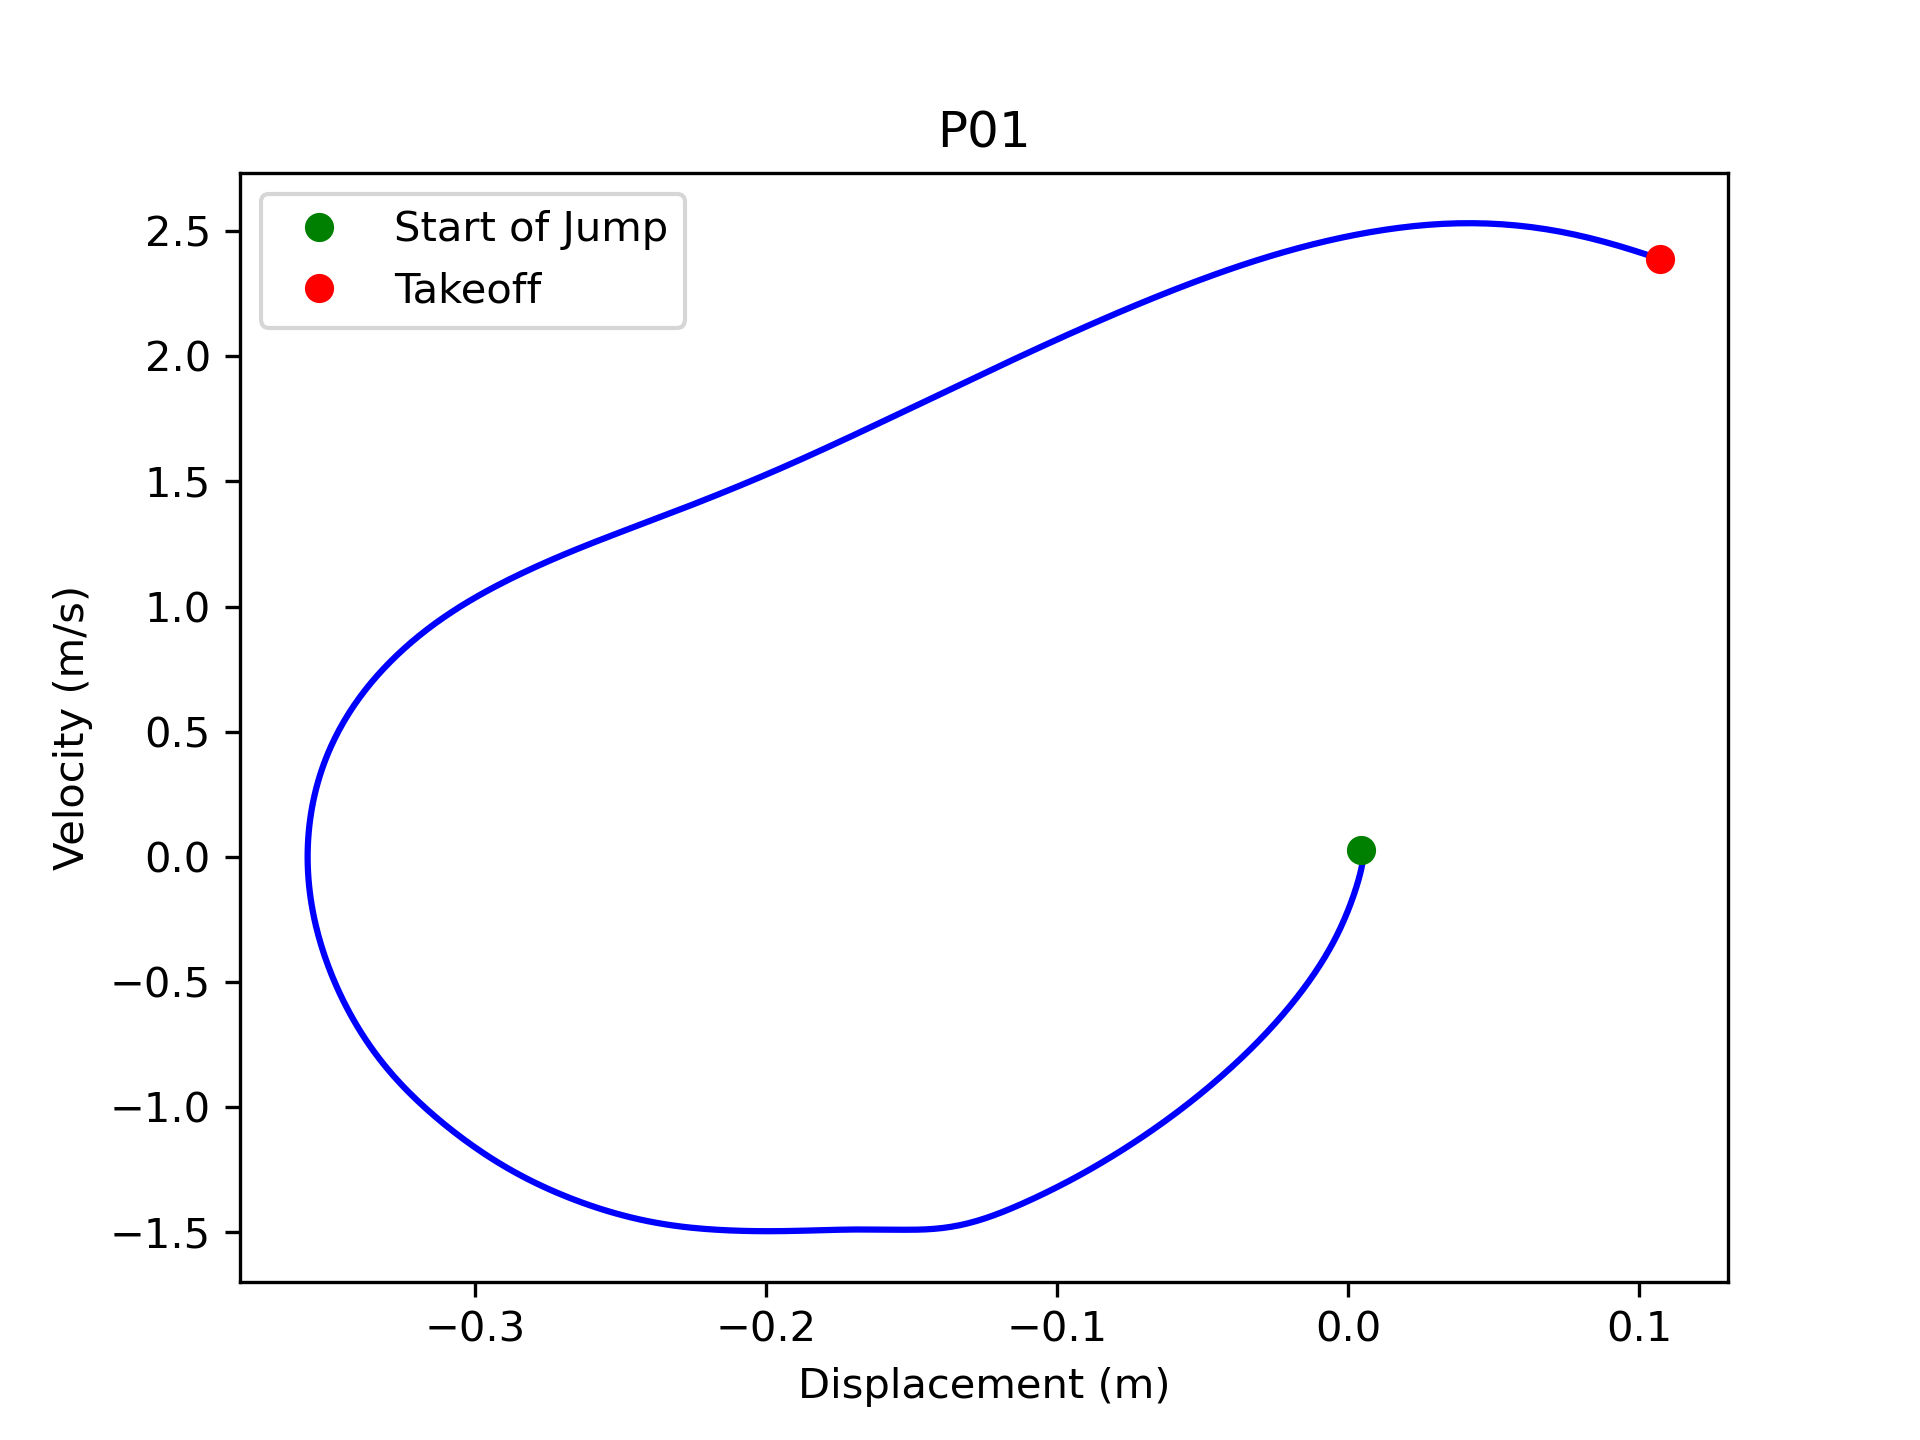 P01
Start of Jump
Takeoff
2.5
2.0
1.5
1.0
0.5
0.0
−0.5
−1.0
−1.5
Velocity (m/s)
−0.3 −0.2 −0.1 0.0 0.1
Displacement (m)